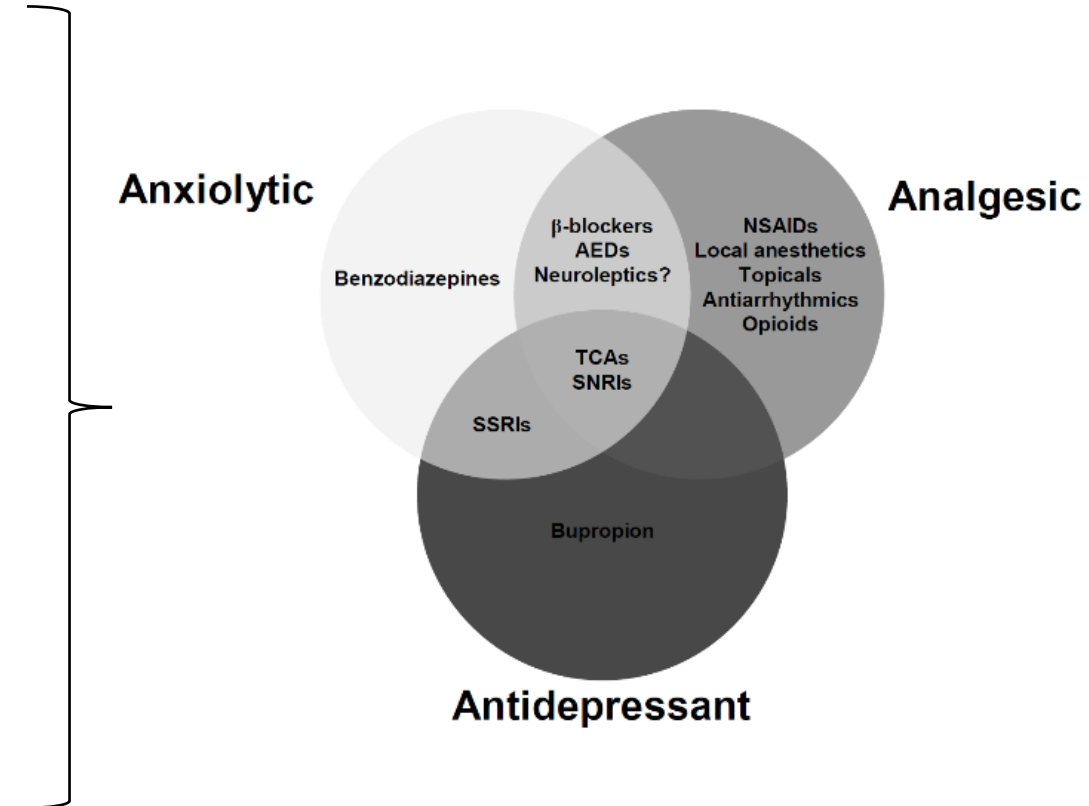 Anxiolytic
Analgesic
β-blockers
AEDs
Neuroleptics?
NSAIDs
Local anesthetics
Topicals
Antiarrhythmics
Opioids
Benzodiazepines
TCAs
SNRIs
SSRIs
Bupropion
Antidepressant